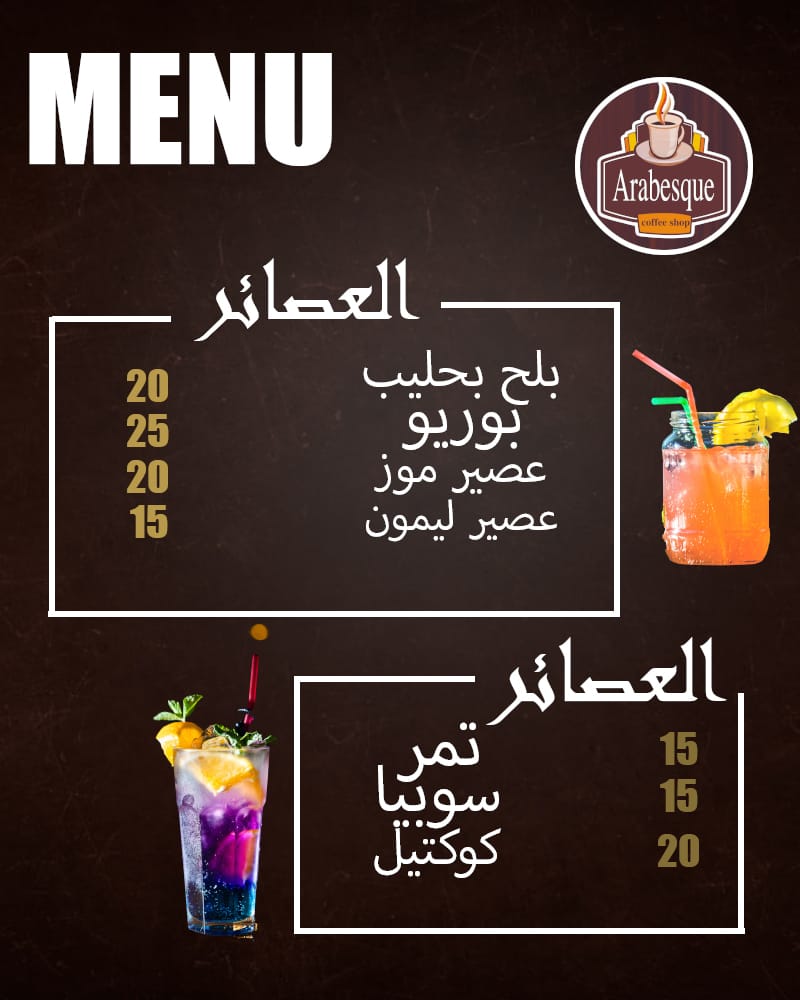 MENU
Arabesque
coffee shop
العصائر
بلح بحليب 20
بوريو 25
عصير موز 20
عصير ليمون 15
العصائر
تمر 15
سوبيا 15
كوكتيل 20